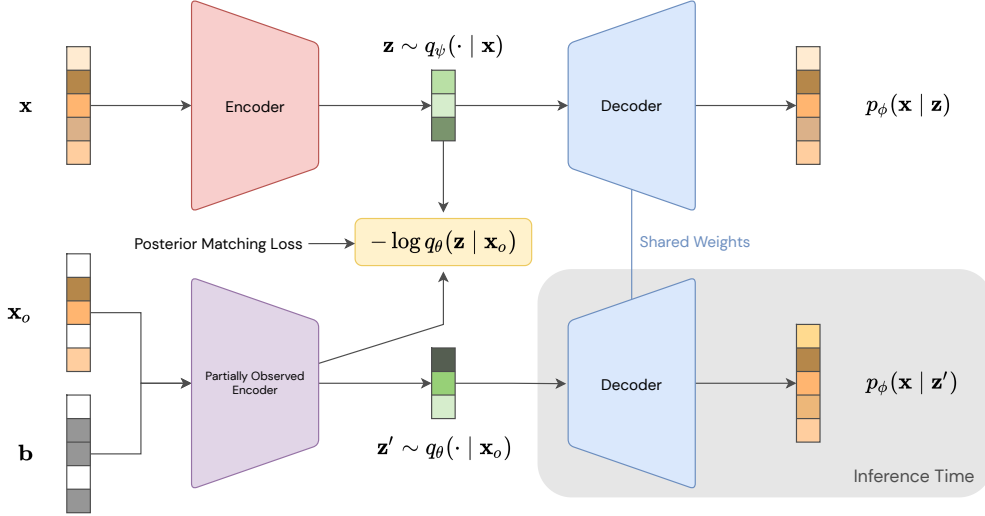 z ∼ q_ψ(· | x)
x
Encoder
Decoder
p_ϕ(x | z)
Posterior Matching Loss
− log q_θ(z | x_o)
Shared Weights
x_o
Partially Observed
Encoder
Decoder
p_ϕ(x | z′)
b
z′ ∼ q_θ(· | x_o)
Inference Time